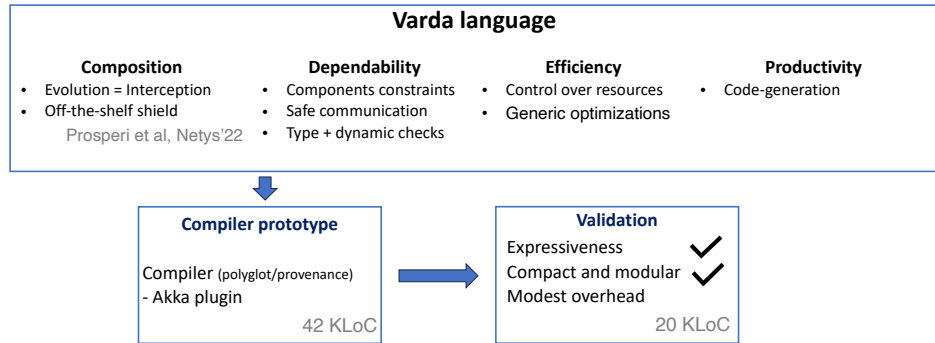 Varda language
Composition
• Evolution = Interception
• Off-the-shelf shield
Prosperi et al, Netys'22
Dependability
• Components constraints
• Safe communication
• Type + dynamic checks
Efficiency
• Control over resources
• Generic optimizations
Productivity
• Code-generation
Compiler prototype
Compiler (polyglot/provenance)
- Akka plugin
42 KLoC
Validation
Expressiveness
Compact and modular
Modest overhead
20 KLoC